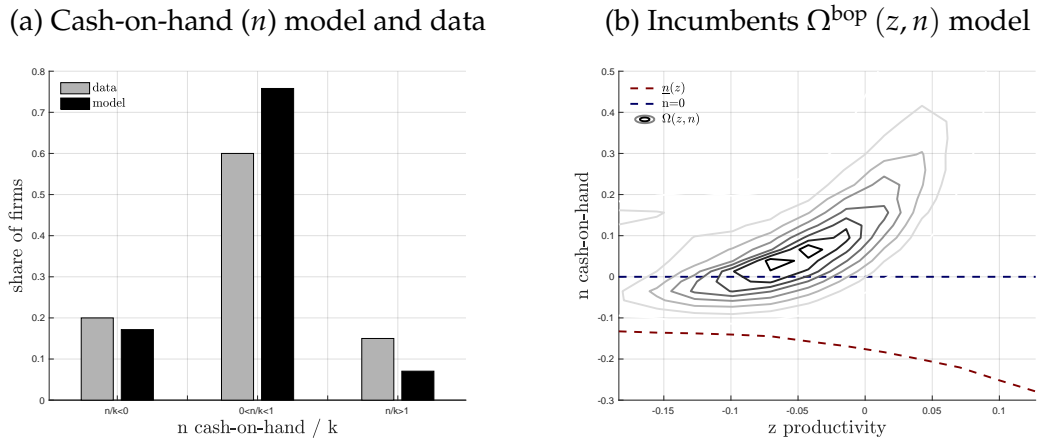 (a) Cash-on-hand (n) model and data
0.8
0.7
0.6
0.5
0.4
0.3
0.2
0.1
0
share of firms
data
model
n/k<0
0<n/k<1
n/k>1
n cash-on-hand / k
(b) Incumbents Ω^bop (z, n) model
0.5
0.4
0.3
0.2
0.1
0
-0.1
-0.2
-0.3
n cash-on-hand
n(z)
n=0
Ω(z, n)
-0.15
-0.1
-0.05
0
0.05
0.1
z productivity